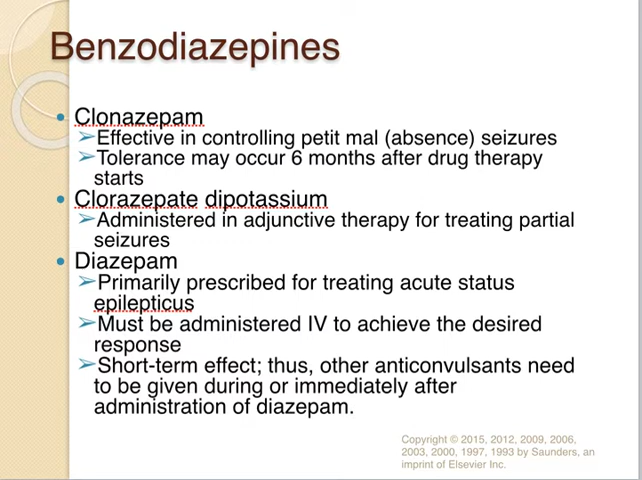 Benzodiazepines
• Clonazepam
➢Effective in controlling petit mal (absence) seizures
➢Tolerance may occur 6 months after drug therapy
starts
• Clorazepate dipotassium
➢Administered in adjunctive therapy for treating partial
seizures
• Diazepam
➢Primarily prescribed for treating acute status
epilepticus
➢Must be administered IV to achieve the desired
response
➢Short-term effect; thus, other anticonvulsants need
to be given during or immediately after
administration of diazepam.
Copyright © 2015, 2012, 2009, 2006,
2003, 2000, 1997, 1993 by Saunders, an
imprint of Elsevier Inc.